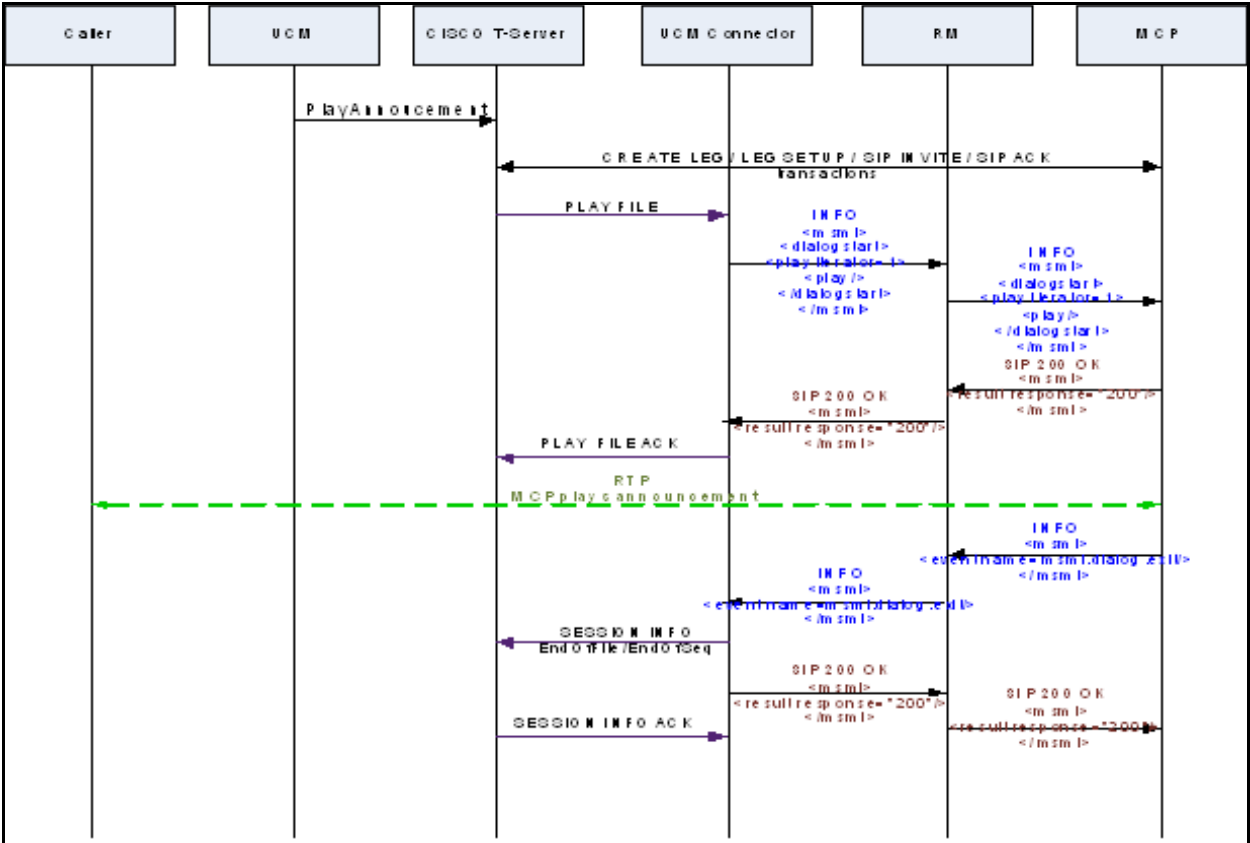 Caller
UCM
CISCO T-Server
UCM Connector
RM
MCP
PlayAnnoucement
CREATE LEG / LEG SETUP / SIP INVITE / SIP ACK
transactions
PLAY FILE
INFO
<msml>
<dialogstart>
<play iterator=1>
<play/>
</dialogstart>
</msml>
INFO
<msml>
<dialogstart>
<play iterator=1>
<play/>
</dialogstart>
</msml>
SIP 200 OK
<msml>
<result response="200"/>
</msml>
SIP 200 OK
<msml>
<result response="200"/>
</msml>
PLAY FILE ACK
RTP
MCP plays announcement
INFO
<msml>
<event name=msml.dialog.exit/>
</msml>
INFO
<msml>
<event name=msml.dialog.exit/>
</msml>
SESSION INFO
EndOfFile/EndOfSeq
SIP 200 OK
<msml>
<result response="200"/>
</msml>
SIP 200 OK
<msml>
<result response="200"/>
</msml>
SESSION INFO ACK